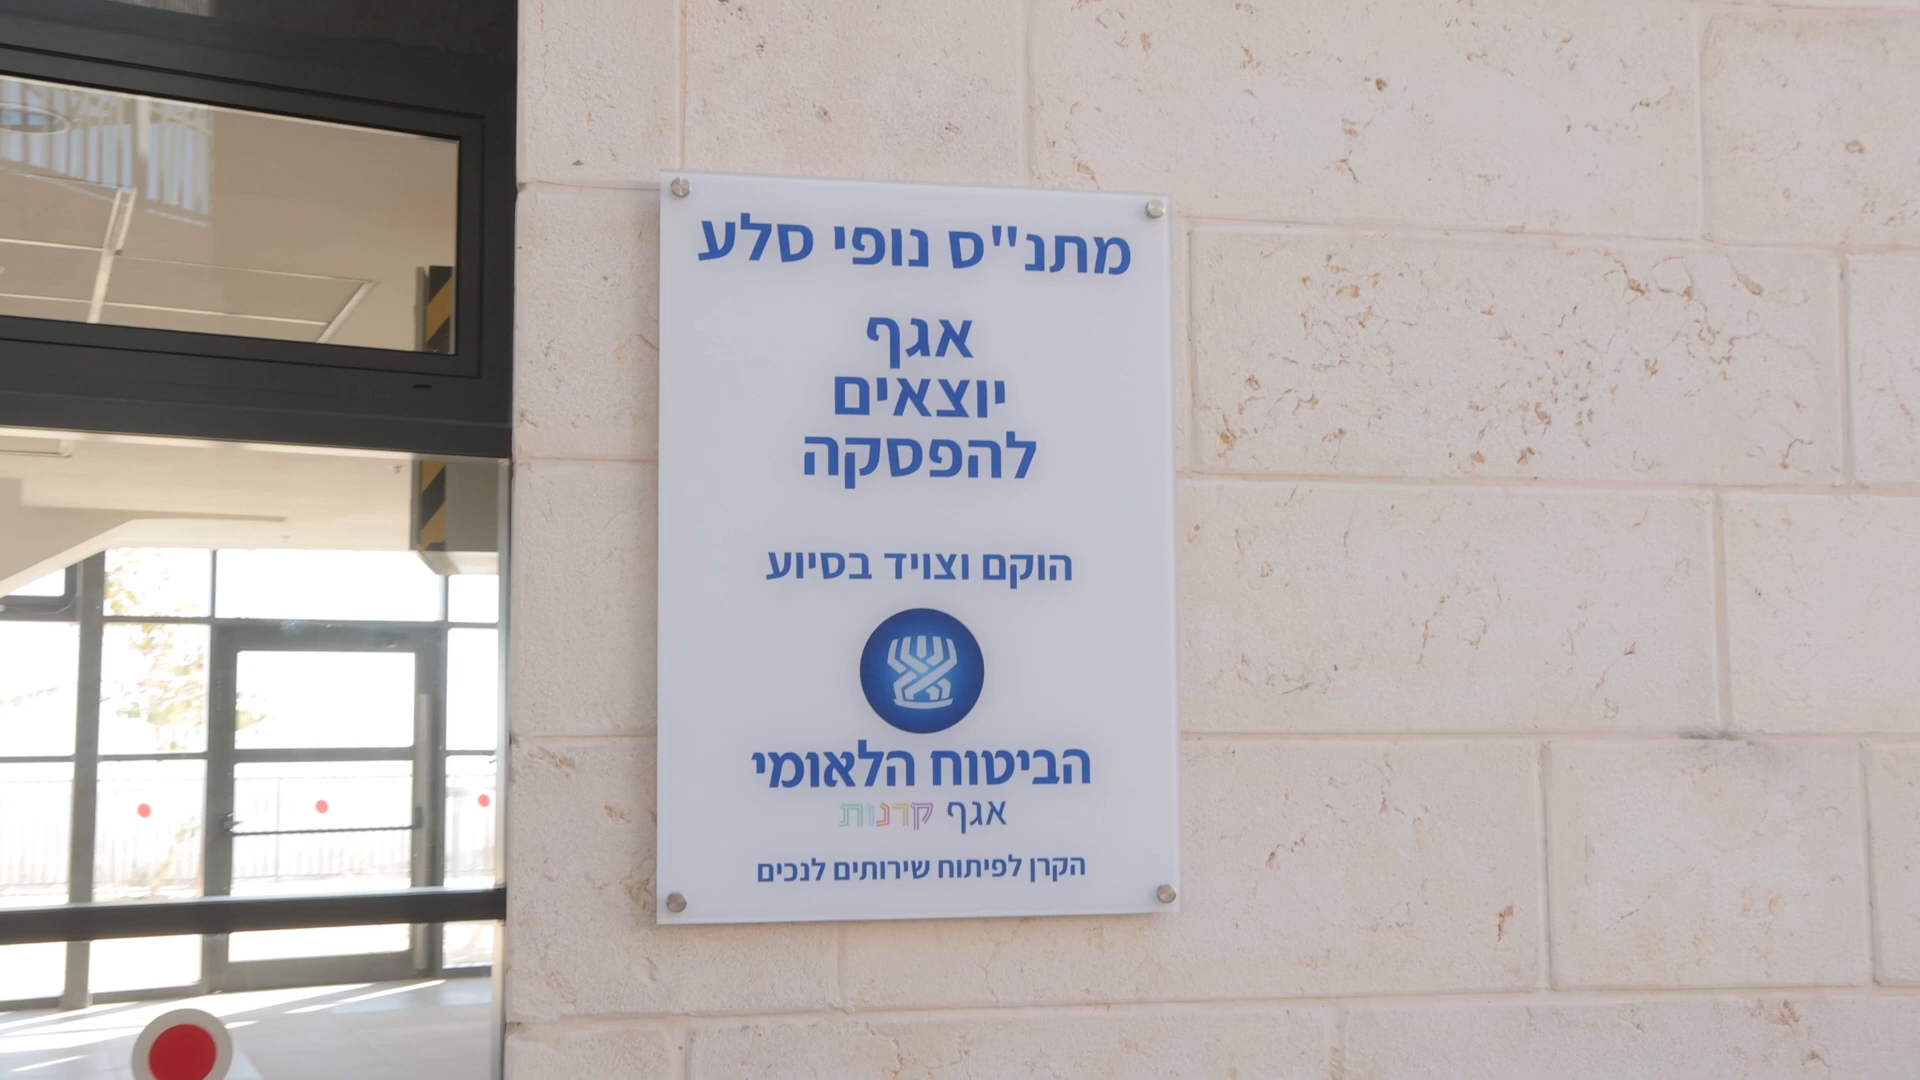 מתנ"ס נופי סלע
אגף
יוצאים
להפסקה
הוקם וצויד בסיוע
הביטוח הלאומי
אגף קרנות
הקרן לפיתוח שירותים לנכים